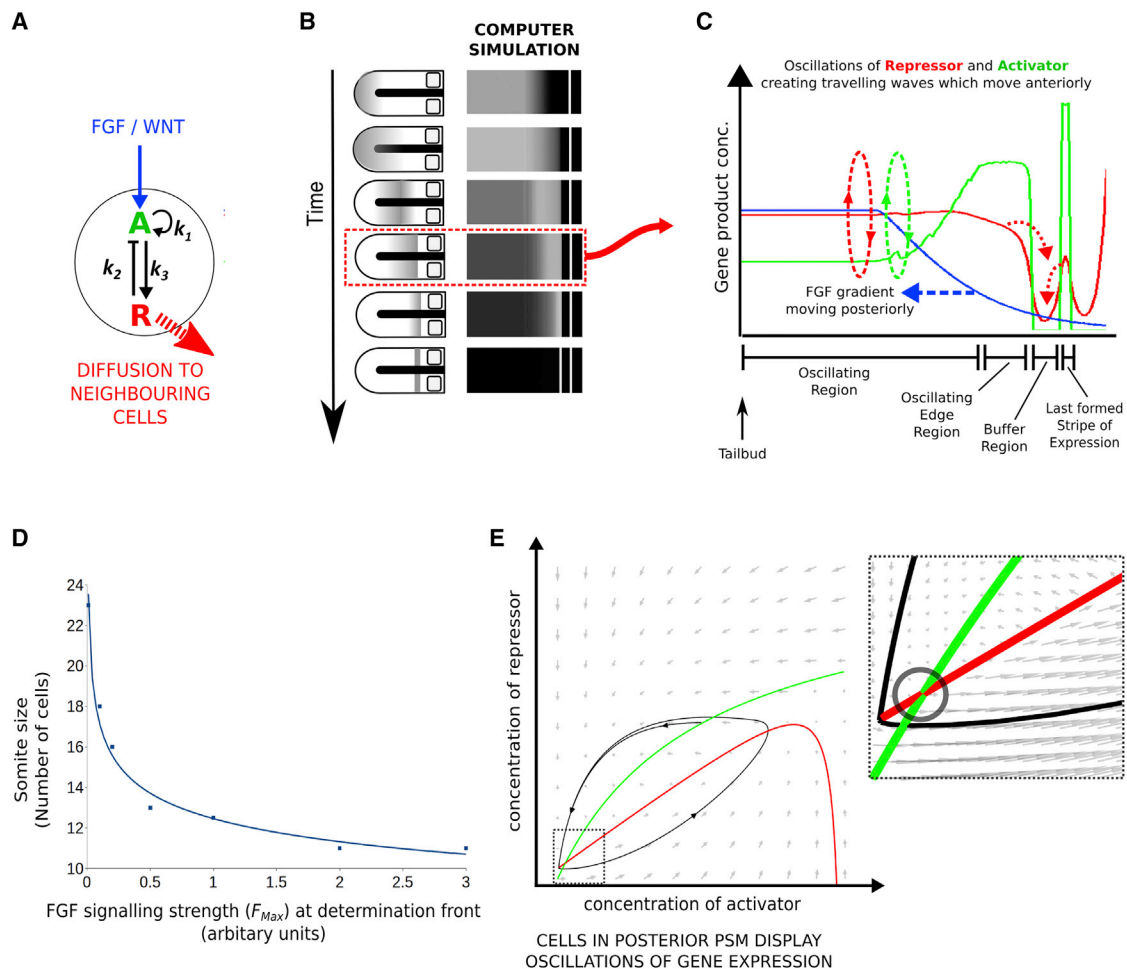 A
FGF / WNT
A
k1
k2
k3
R
DIFFUSION TO
NEIGHBOURING
CELLS
B
COMPUTER
SIMULATION
Time
C
Oscillations of Repressor and Activator
creating travelling waves which move anteriorly
Gene product conc.
FGF gradient
moving posteriorly
Oscillating
Region
Oscillating
Edge
Region
Buffer
Region
Last formed
Stripe of
Expression
Tailbud
D
Somite size
(Number of cells)
24
22
20
18
16
14
12
10
0
0.5
1
1.5
2
2.5
3
FGF signalling strength (FMax) at determination front
(arbitary units)
E
concentration of repressor
concentration of activator
CELLS IN POSTERIOR PSM DISPLAY
OSCILLATIONS OF GENE EXPRESSION